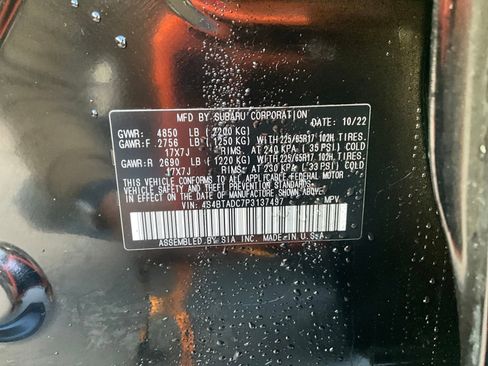 MFD BY SUBARU CORPORATION
DATE: 10/22
GVWR: 4850 LB (2200 KG)
GAWR:F 2756 LB (1250 KG) WITH 225/65R17 102H TIRES.
17X7J RIMS. AT 240 KPA (35 PSI) COLD
GAWR:R 2690 LB (1220 KG) WITH 225/65R17 102H TIRES.
17X7J RIMS. AT 230 KPA (33 PSI) COLD
THIS VEHICLE CONFORMS TO ALL APPLICABLE FEDERAL MOTOR
VEHICLE SAFETY AND THEFT PREVENTION STANDARDS IN
EFFECT ON THE DATE OF MANUFACTURE SHOWN ABOVE.
VIN: 4S4BTADC7P3137497 MPV
ASSEMBLED BY SIA INC. IN U.S.A.